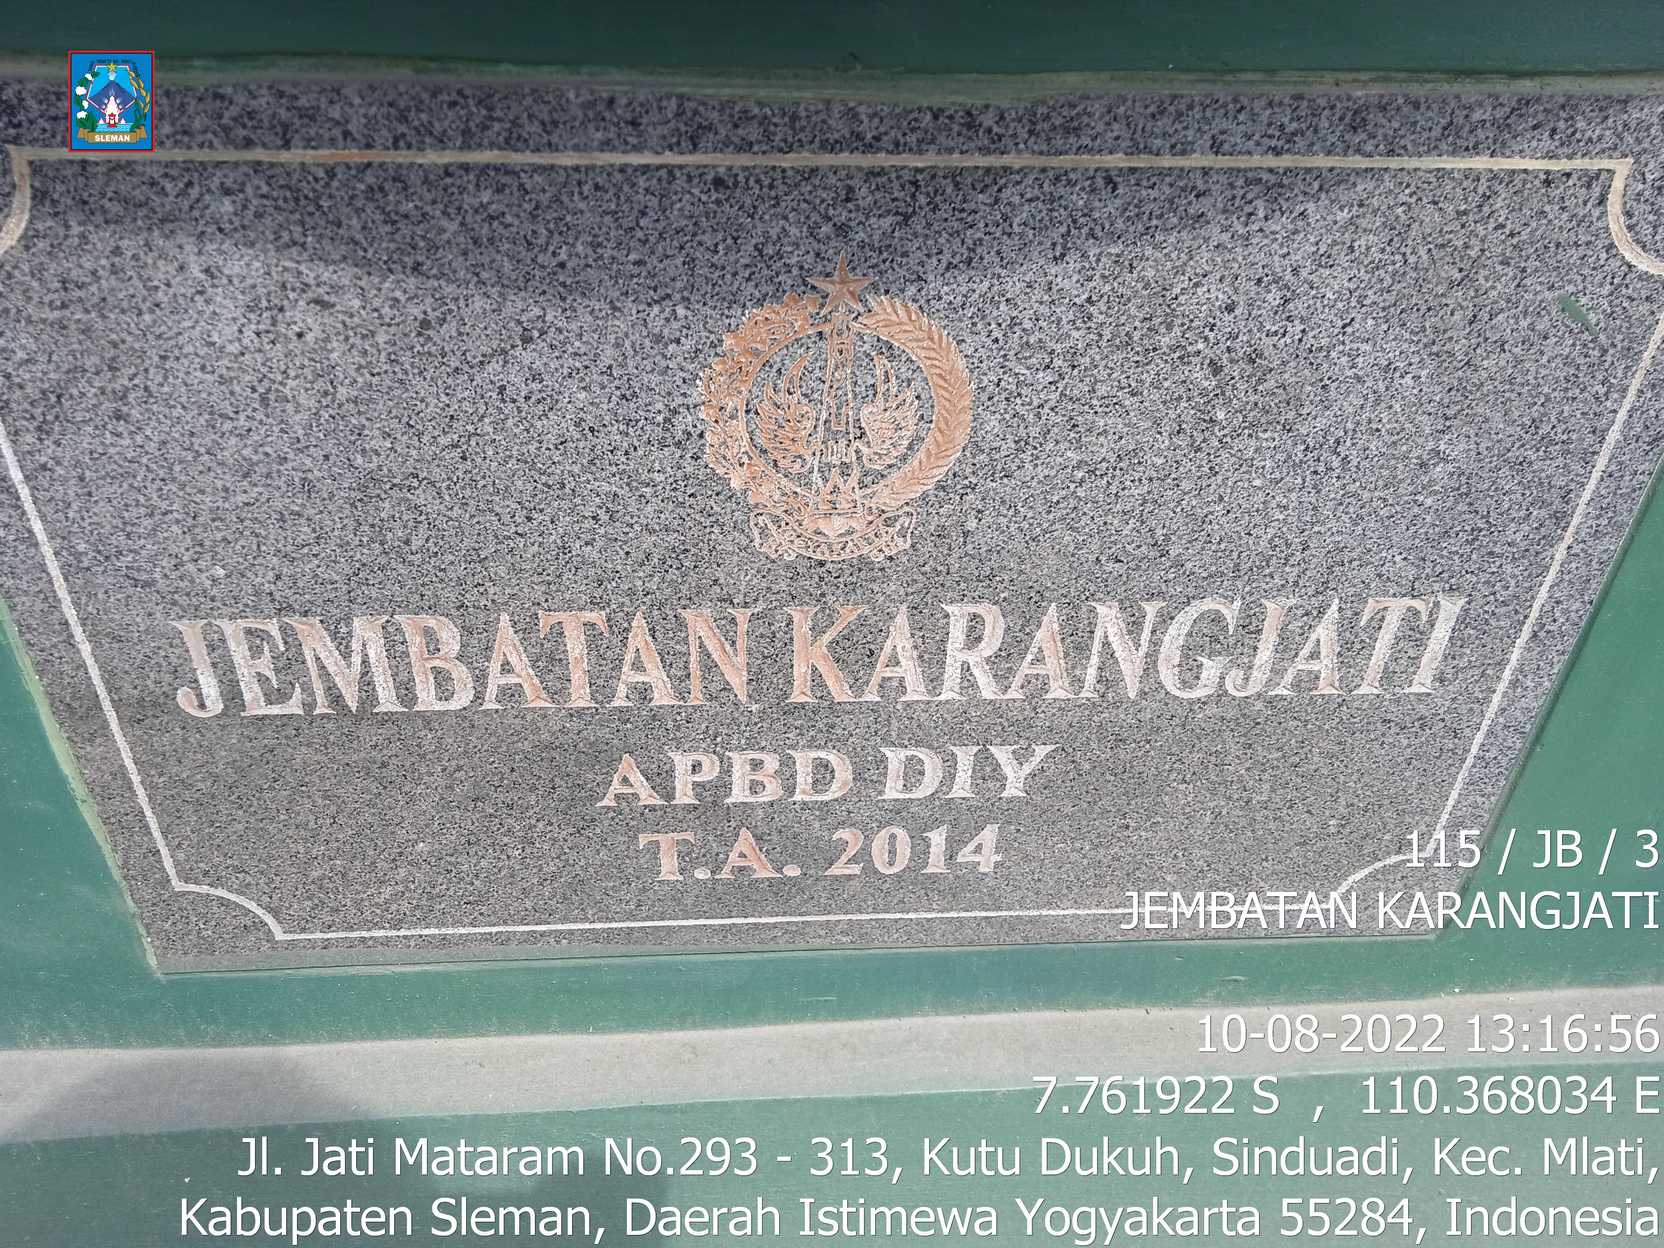 SLEMAN
JEMBATAN KARANGJATI
APBD DIY
T.A. 2014
115 / JB / 3
JEMBATAN KARANGJATI
10-08-2022 13:16:56
7.761922 S , 110.368034 E
Jl. Jati Mataram No.293 - 313, Kutu Dukuh, Sinduadi, Kec. Mlati,
Kabupaten Sleman, Daerah Istimewa Yogyakarta 55284, Indonesia